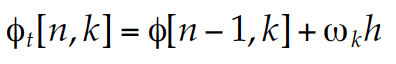 ϕₜ[n, k] = ϕ[n − 1, k] + ωₖh